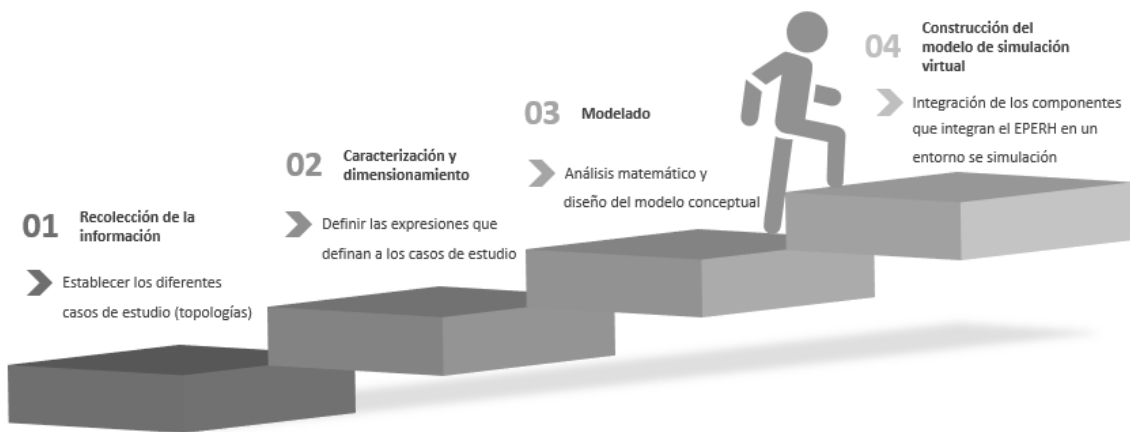 01
Recolección de la
información
Establecer los diferentes
casos de estudio (topologías)
02
Caracterización y
dimensionamiento
Definir las expresiones que
definan a los casos de estudio
03
Modelado
Análisis matemático y
diseño del modelo conceptual
04
Construcción del
modelo de simulación
virtual
Integración de los componentes
que integran el EPERH en un
entorno se simulación